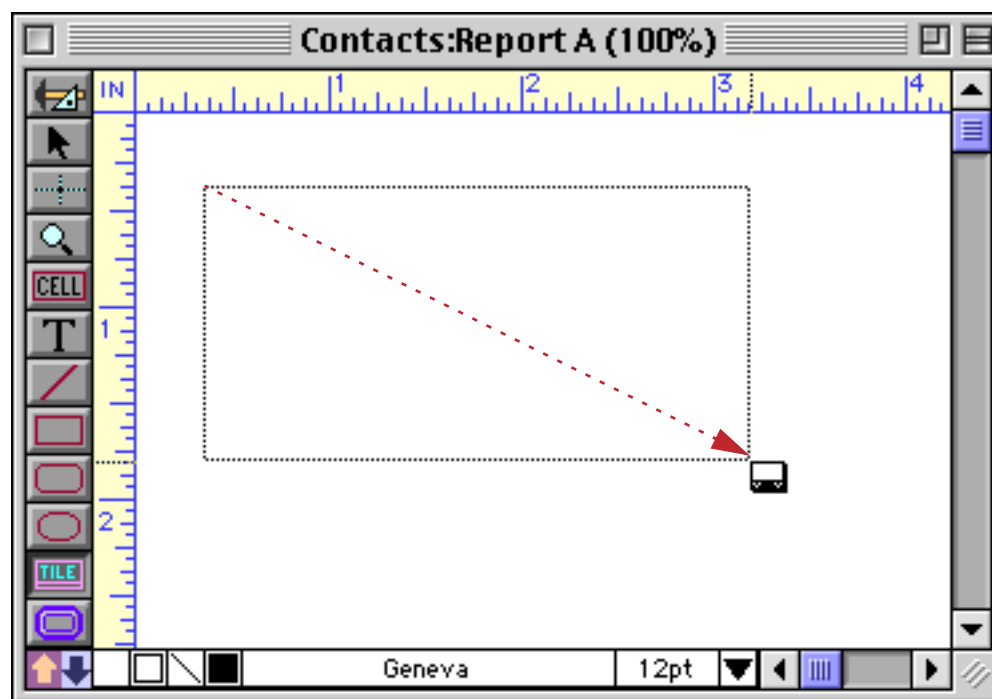 Contacts:Report A (100%)
IN 1 2 3 4
CELL
T
1
2
TILE
Geneva 12pt